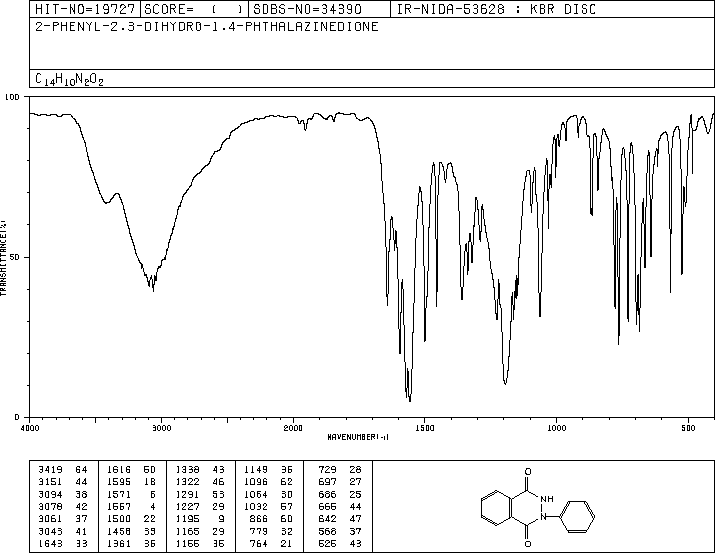 HIT-NO=19727 SCORE= ( ) SDBS-NO=34390 IR-NIDA-53628 : KBR DISC
2-PHENYL-2.3-DIHYDRO-1.4-PHTHALAZINEDIONE
C14H10N2O2
100
50
0
TRANSMITTANCE(%)
4000 3000 2000 1500 1000 500
WAVENUMBER(-1)
3419 64 1616 50 1338 43 1149 35 729 28
3151 44 1595 18 1322 46 1096 62 697 27
3094 38 1571 5 1291 53 1064 30 686 25
3078 42 1557 4 1227 29 1032 57 665 44
3061 37 1500 22 1195 9 866 60 642 47
3043 41 1458 39 1165 29 779 32 568 37
1643 33 1361 35 1155 35 764 21 525 43
O
NH
N
O